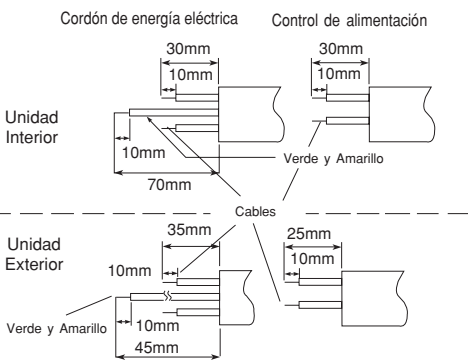 Cordón de energía eléctrica
Control de alimentación
30mm
30mm
10mm
10mm
Unidad
Interior
10mm
Verde y Amarillo
70mm
Cables
Unidad
Exterior
35mm
25mm
10mm
10mm
Verde y Amarillo
10mm
45mm